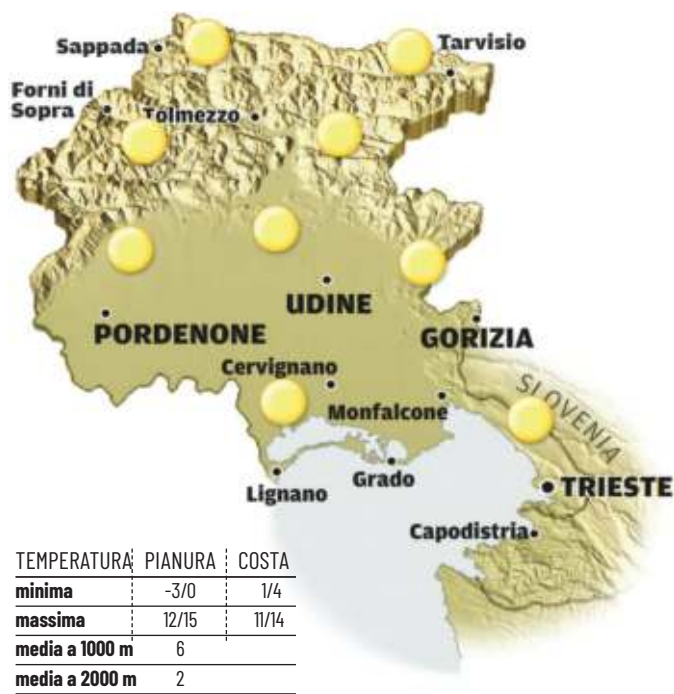 Sappada
Tarvisio
Forni di
Sopra
Tolmezzo
UDINE
PORDENONE
GORIZIA
Cervignano
SLOVENIA
Monfalcone
Grado
Lignano
TRIESTE
Capodistria
TEMPERATURA PIANURA COSTA
minima -3/0 1/4
massima 12/15 11/14
media a 1000 m 6
media a 2000 m 2